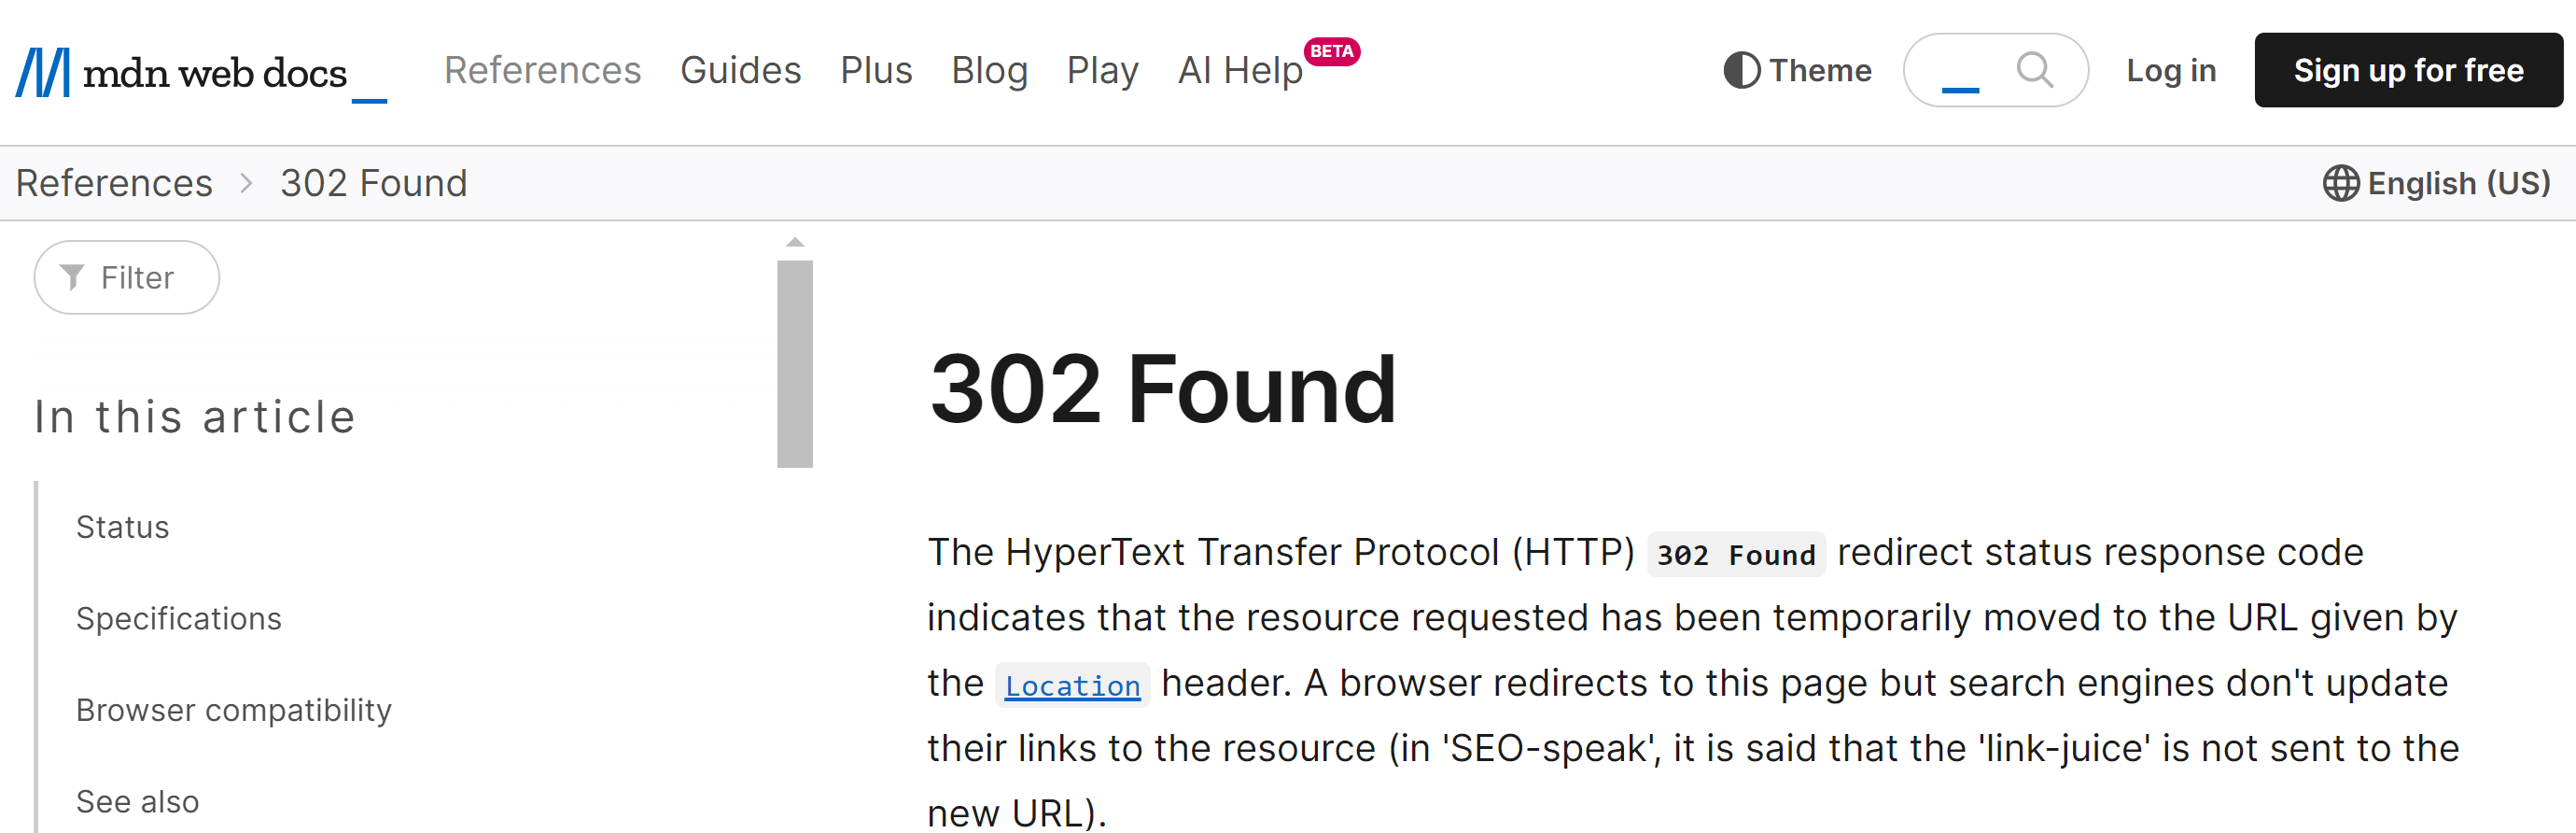 mdn web docs_
References Guides Plus Blog Play AI Help BETA
Theme
Log in
Sign up for free
References > 302 Found
English (US)
Filter
In this article
Status
Specifications
Browser compatibility
See also
302 Found
The HyperText Transfer Protocol (HTTP) 302 Found redirect status response code
indicates that the resource requested has been temporarily moved to the URL given by
the Location header. A browser redirects to this page but search engines don't update
their links to the resource (in 'SEO-speak', it is said that the 'link-juice' is not sent to the
new URL).